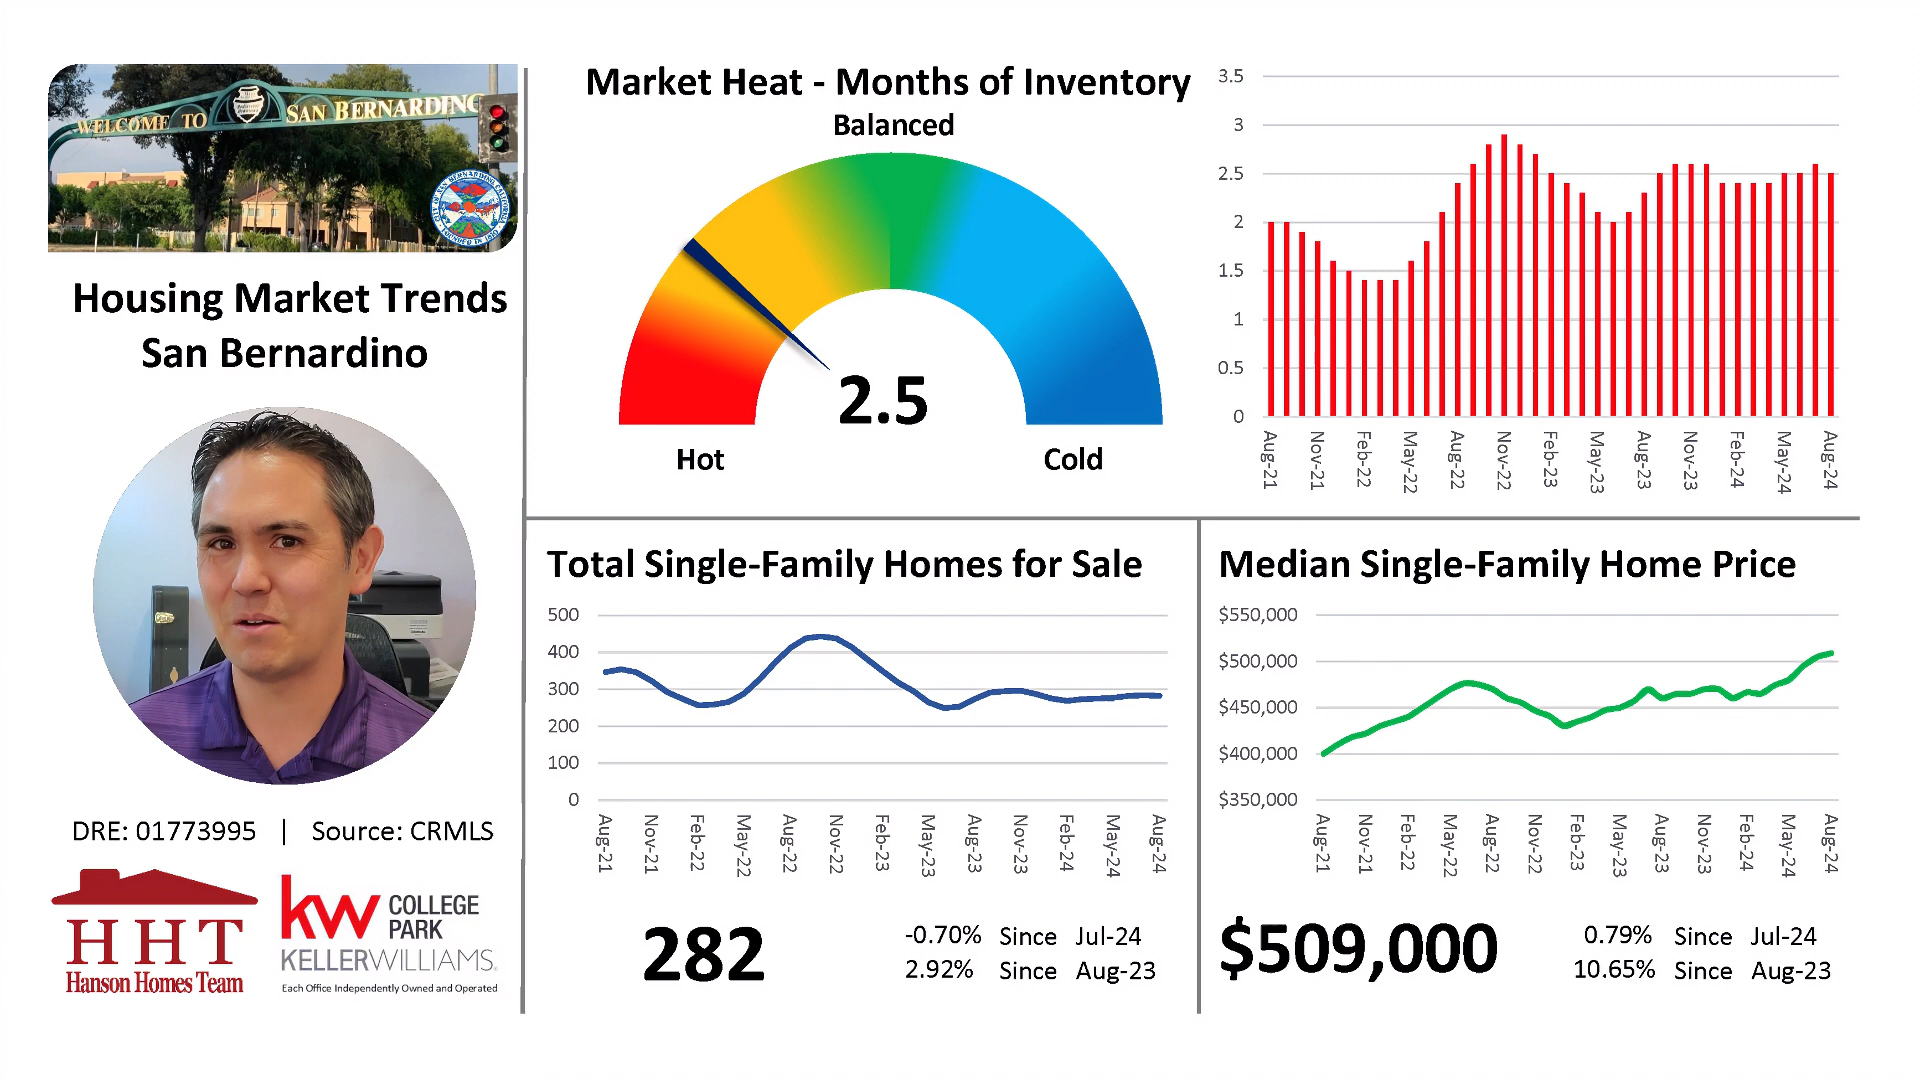 WELCOME TO SAN BERNARDINO
Housing Market Trends
San Bernardino
DRE: 01773995 | Source: CRMLS
HHT
Hanson Homes Team
kw COLLEGE
PARK
KELLERWILLIAMS.
Each Office Independently Owned and Operated
Market Heat - Months of Inventory
Balanced
2.5
Hot
Cold
3.5
3
2.5
2
1.5
1
0.5
0
Aug-21
Nov-21
Feb-22
May-22
Aug-22
Nov-22
Feb-23
May-23
Aug-23
Nov-23
Feb-24
May-24
Aug-24
Total Single-Family Homes for Sale
500
400
300
200
100
0
Aug-21
Nov-21
Feb-22
May-22
Aug-22
Nov-22
Feb-23
May-23
Aug-23
Nov-23
Feb-24
May-24
Aug-24
282
-0.70% Since Jul-24
2.92% Since Aug-23
Median Single-Family Home Price
$550,000
$500,000
$450,000
$400,000
$350,000
Aug-21
Nov-21
Feb-22
May-22
Aug-22
Nov-22
Feb-23
May-23
Aug-23
Nov-23
Feb-24
May-24
Aug-24
$509,000
0.79% Since Jul-24
10.65% Since Aug-23